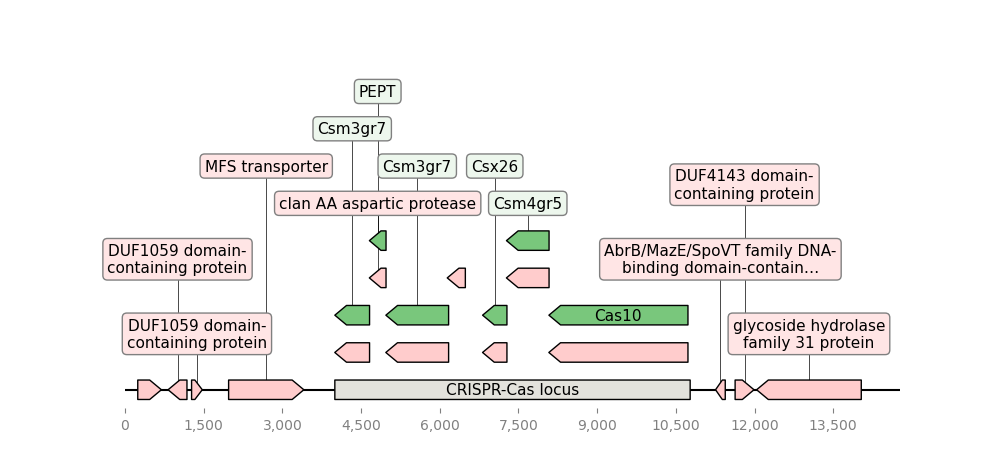 PEPT
Csm3gr7
MFS transporter
Csm3gr7
Csx26
DUF4143 domain-
containing protein
clan AA aspartic protease
Csm4gr5
DUF1059 domain-
containing protein
AbrB/MazE/SpoVT family DNA-
binding domain-contain…
Cas10
DUF1059 domain-
containing protein
glycoside hydrolase
family 31 protein
CRISPR-Cas locus
0
1,500
3,000
4,500
6,000
7,500
9,000
10,500
12,000
13,500